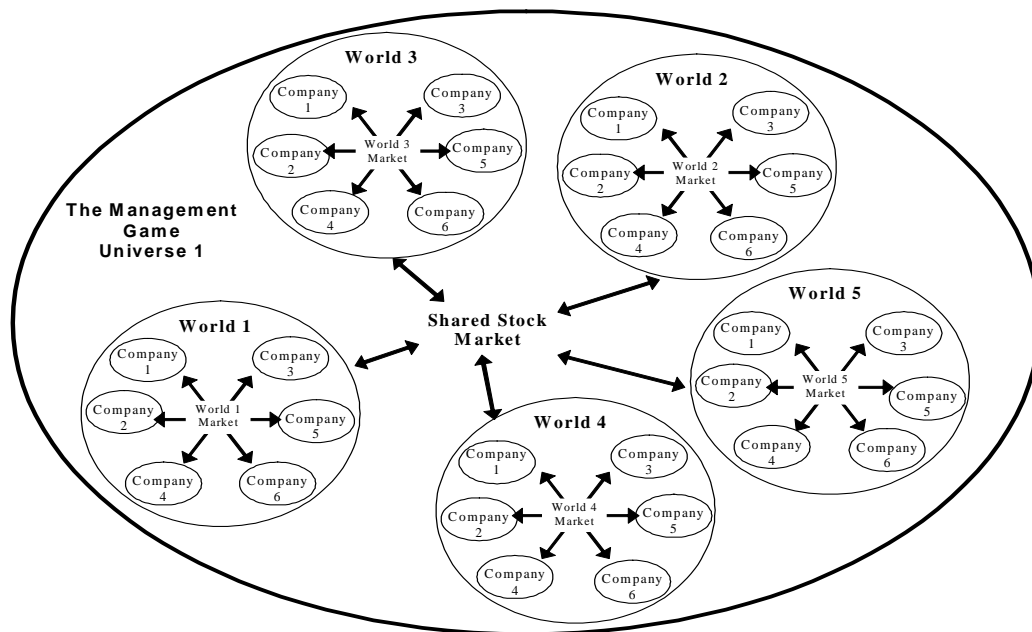 The Management
Game
Universe 1
World 3
Company
1
Company
3
Company
2
World 3
Market
Company
5
Company
4
Company
6
World 2
Company
1
Company
3
Company
2
World 2
Market
Company
5
Company
4
Company
6
Shared Stock
Market
World 1
Company
1
Company
3
Company
2
World 1
Market
Company
5
Company
4
Company
6
World 5
Company
1
Company
3
Company
2
World 5
Market
Company
5
Company
4
Company
6
World 4
Company
1
Company
3
Company
2
World 4
Market
Company
5
Company
4
Company
6